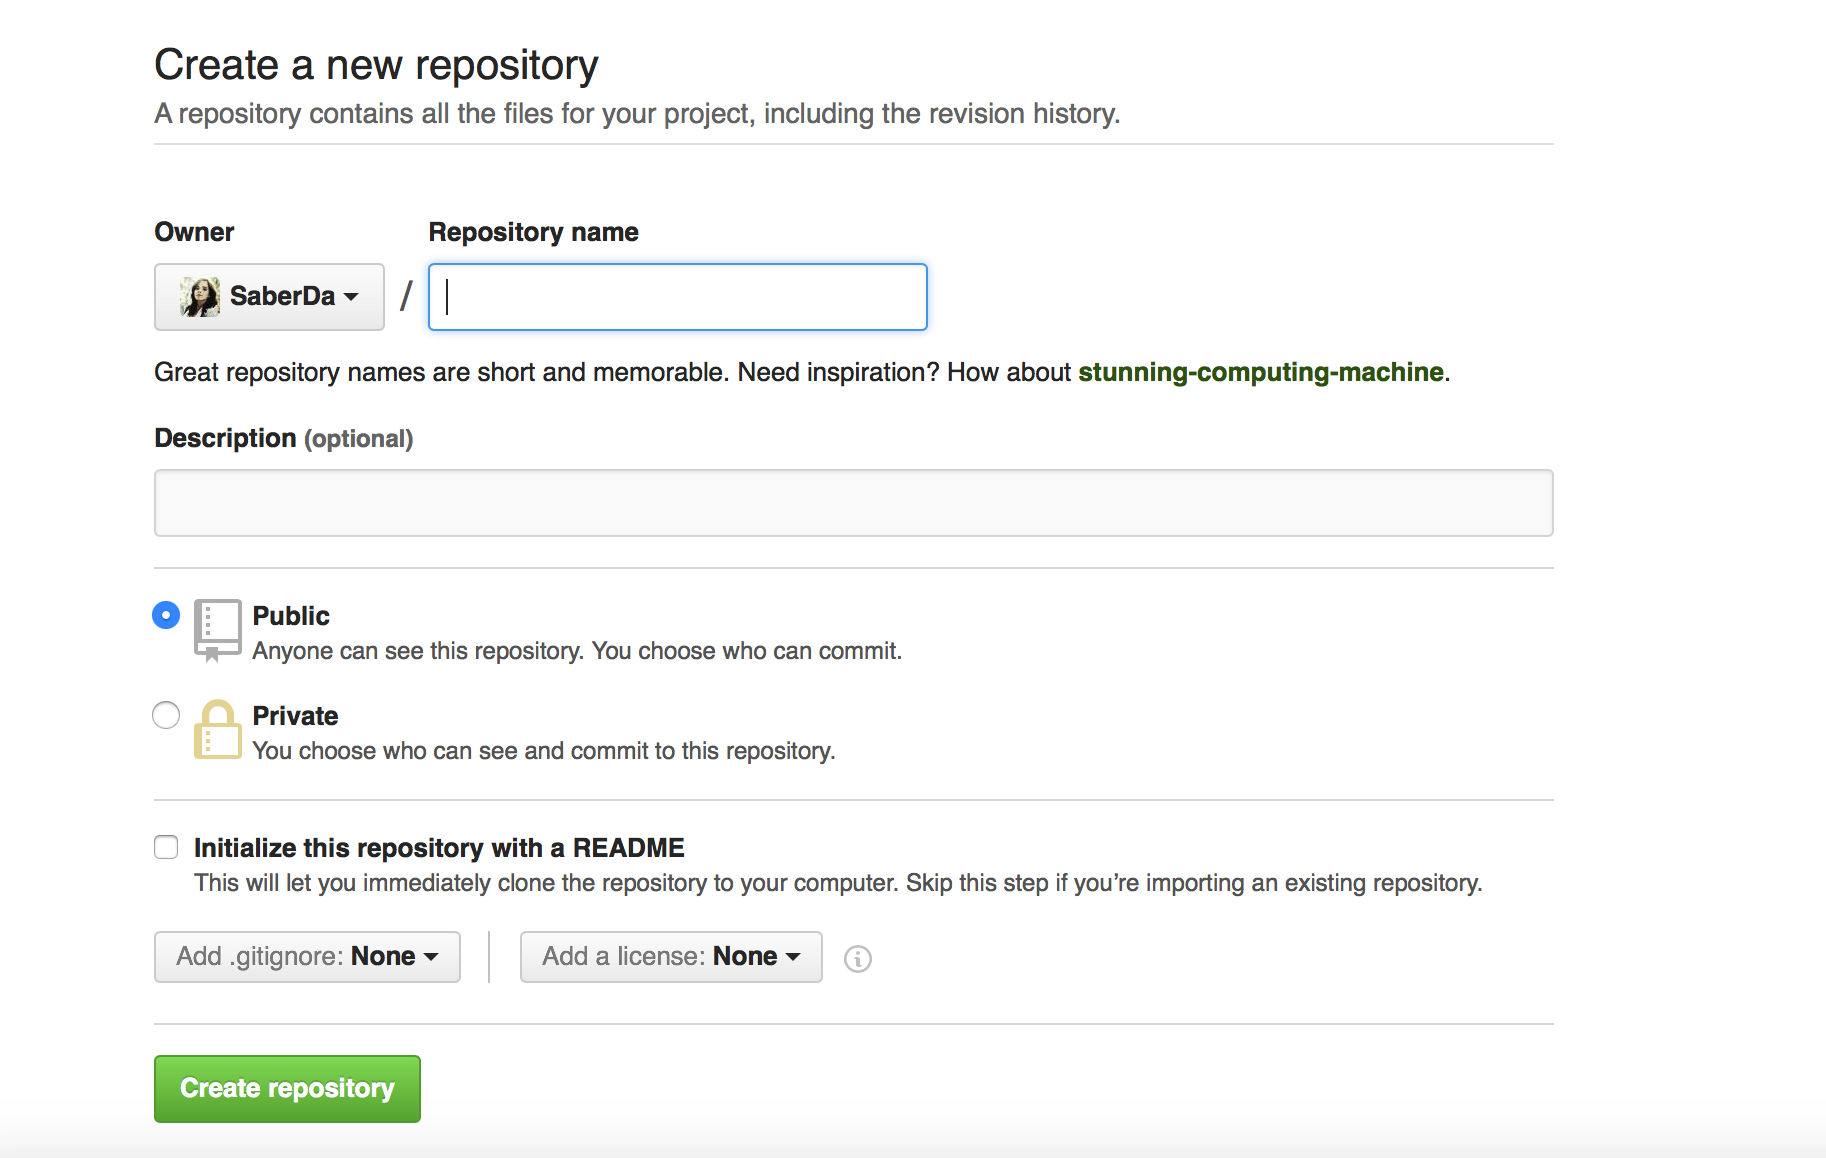 Create a new repository
A repository contains all the files for your project, including the revision history.
Owner Repository name
SaberDa /
Great repository names are short and memorable. Need inspiration? How about stunning-computing-machine.
Description (optional)
Public
Anyone can see this repository. You choose who can commit.
Private
You choose who can see and commit to this repository.
Initialize this repository with a README
This will let you immediately clone the repository to your computer. Skip this step if you’re importing an existing repository.
Add .gitignore: None Add a license: None
Create repository